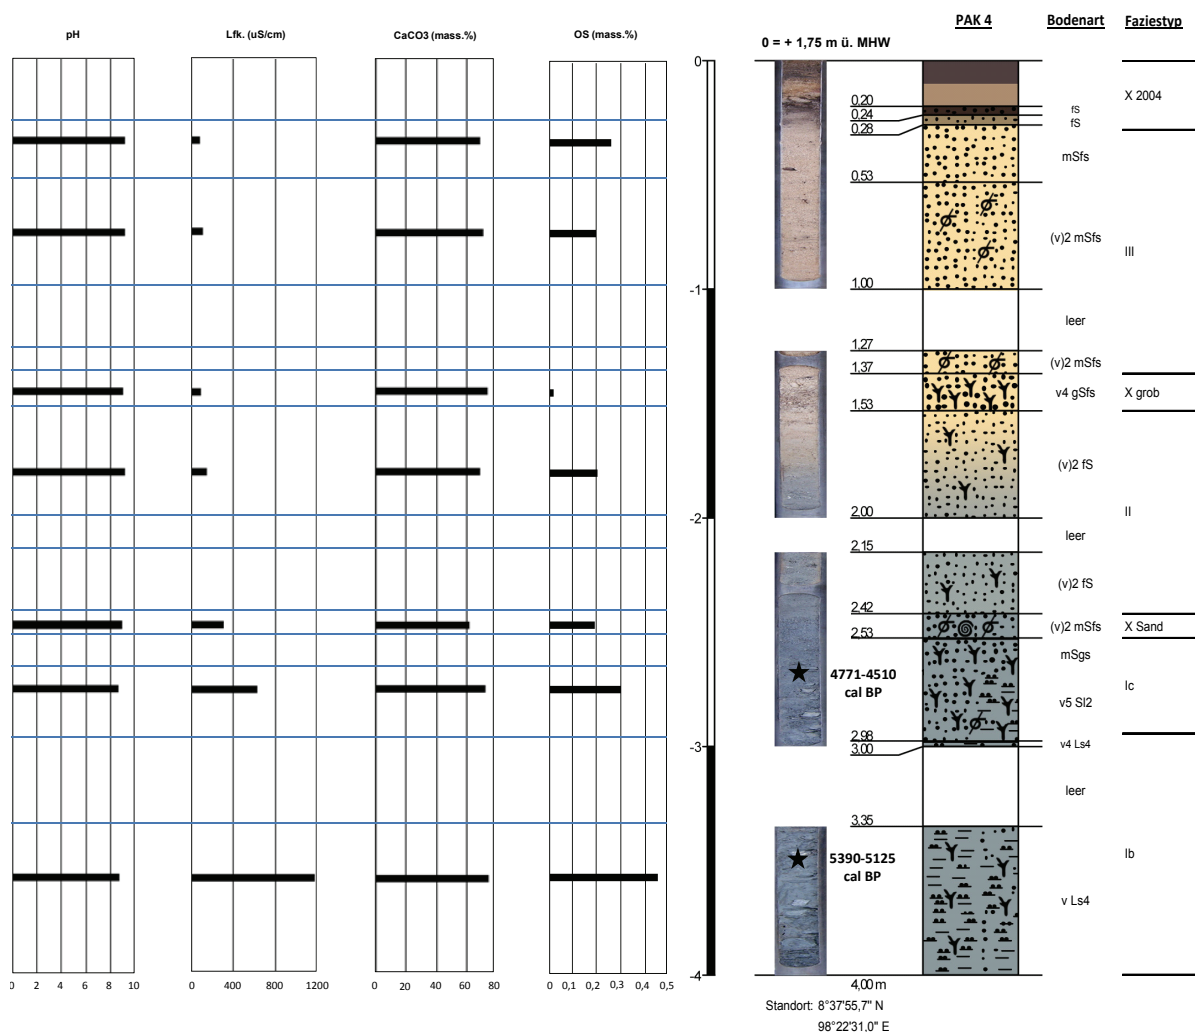 pH
Lfk. (uS/cm)
CaCO3 (mass.%)
OS (mass.%)
0 = + 1,75 m ü. MHW
PAK 4
Bodenart
Faziestyp
0
0,20
0,24
0,28
fS
fS
X 2004
mSfs
0,53
(v)2 mSfs
III
-1
1,00
leer
1,27
(v)2 mSfs
1,37
v4 gSfs
X grob
1,53
(v)2 fS
II
-2
2,00
leer
2,15
(v)2 fS
2,42
(v)2 mSfs
X Sand
2,53
mSgs
4771-4510
cal BP
Ic
v5 Sl2
2,98
-3
3,00
v4 Ls4
leer
3,35
5390-5125
cal BP
Ib
v Ls4
-4
4,00 m
0 2 4 6 8 10
0 400 800 1200
0 20 40 60 80
0 0,1 0,2 0,3 0,4 0,5
Standort: 8°37'55,7" N
98°22'31,0" E